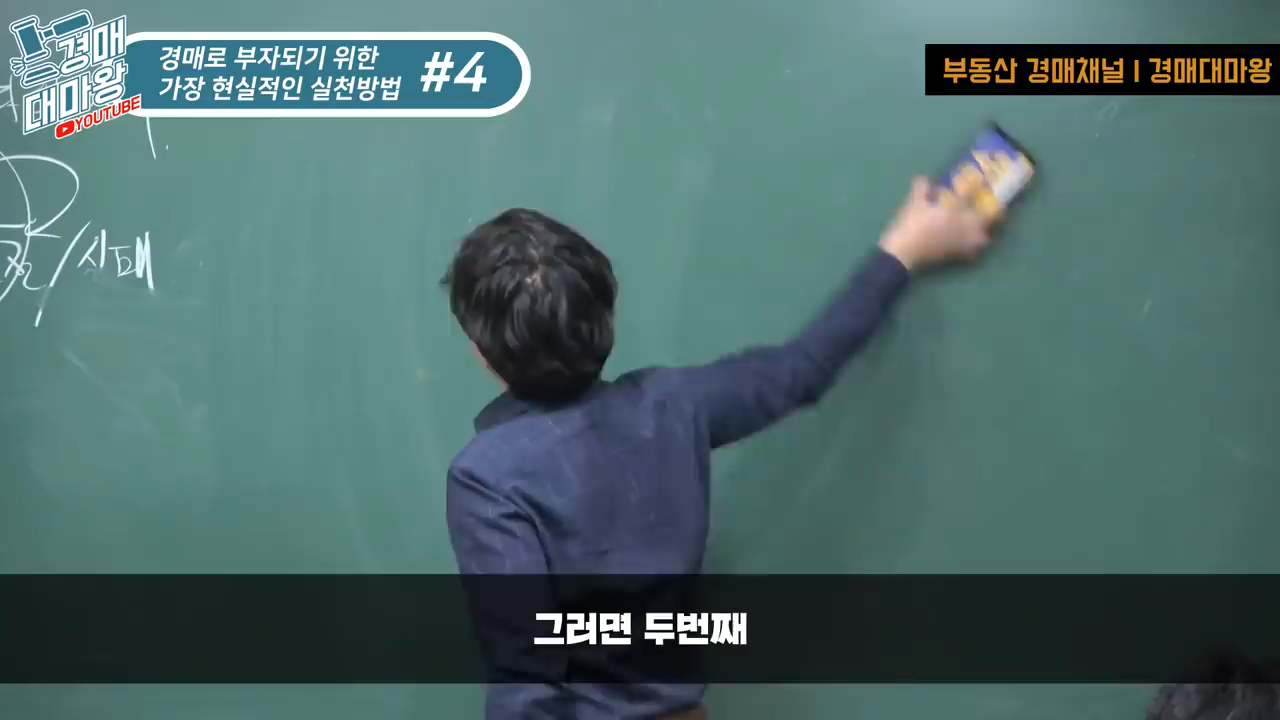 경매
대마왕
YOUTUBE
경매로 부자되기 위한
가장 현실적인 실천방법
#4
부동산 경매채널 I 경매대마왕
그러면 두번째